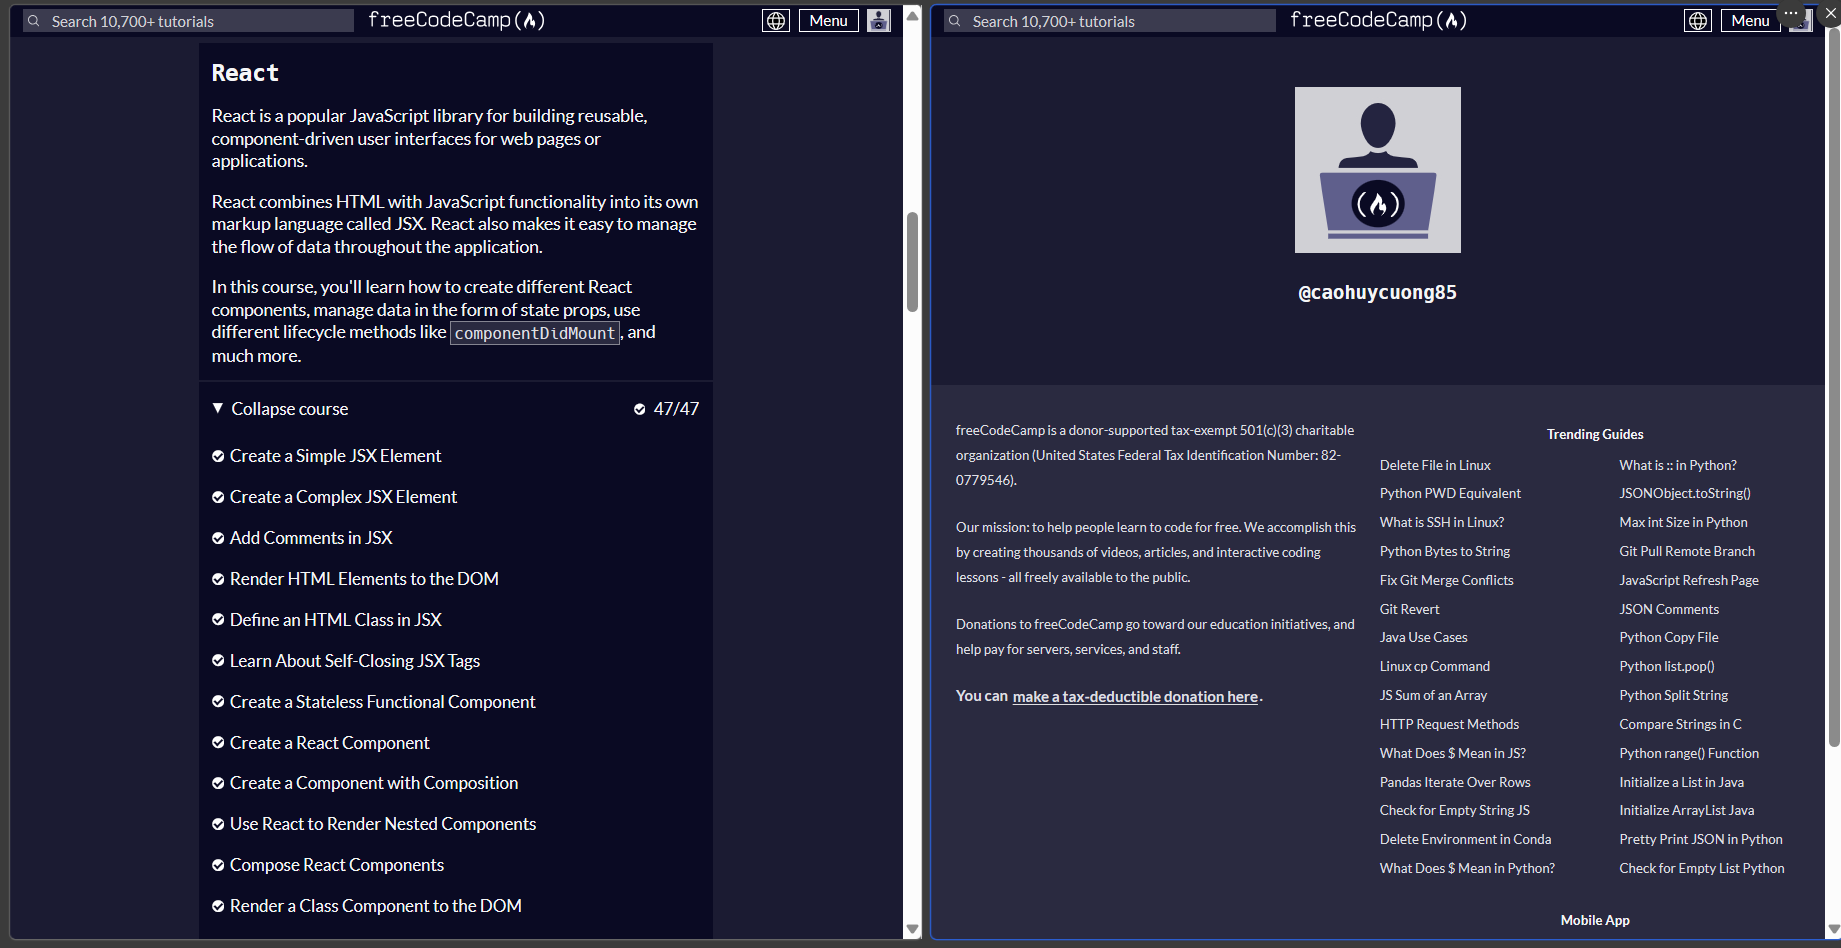 Search 10,700+ tutorials
freeCodeCamp
Menu
React
React is a popular JavaScript library for building reusable,
component-driven user interfaces for web pages or
applications.
React combines HTML with JavaScript functionality into its own
markup language called JSX. React also makes it easy to manage
the flow of data throughout the application.
In this course, you'll learn how to create different React
components, manage data in the form of state props, use
different lifecycle methods like componentDidMount, and
much more.
Collapse course
47/47
Create a Simple JSX Element
Create a Complex JSX Element
Add Comments in JSX
Render HTML Elements to the DOM
Define an HTML Class in JSX
Learn About Self-Closing JSX Tags
Create a Stateless Functional Component
Create a React Component
Create a Component with Composition
Use React to Render Nested Components
Compose React Components
Render a Class Component to the DOM
Search 10,700+ tutorials
freeCodeCamp
Menu
@caohuycuong85
freeCodeCamp is a donor-supported tax-exempt 501(c)(3) charitable
organization (United States Federal Tax Identification Number: 82-
0779546).
Our mission: to help people learn to code for free. We accomplish this
by creating thousands of videos, articles, and interactive coding
lessons - all freely available to the public.
Donations to freeCodeCamp go toward our education initiatives, and
help pay for servers, services, and staff.
You can make a tax-deductible donation here.
Trending Guides
Delete File in Linux
Python PWD Equivalent
What is SSH in Linux?
Python Bytes to String
Fix Git Merge Conflicts
Git Revert
Java Use Cases
Linux cp Command
JS Sum of an Array
HTTP Request Methods
What Does $ Mean in JS?
Pandas Iterate Over Rows
Check for Empty String JS
Delete Environment in Conda
What Does $ Mean in Python?
What is :: in Python?
JSONObject.toString()
Max int Size in Python
Git Pull Remote Branch
JavaScript Refresh Page
JSON Comments
Python Copy File
Python list.pop()
Python Split String
Compare Strings in C
Python range() Function
Initialize a List in Java
Initialize ArrayList Java
Pretty Print JSON in Python
Check for Empty List Python
Mobile App